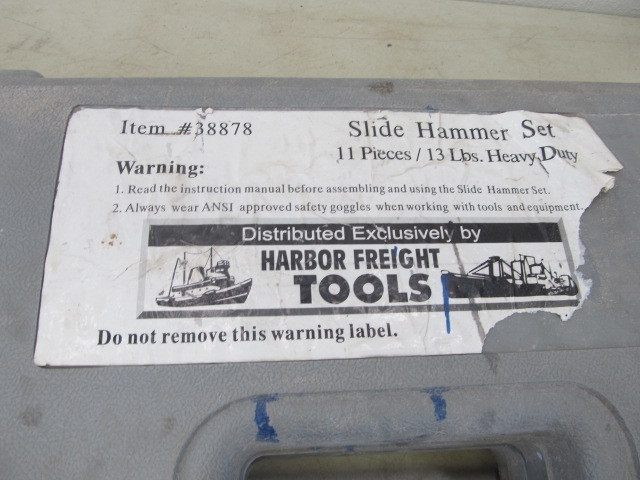 Item #38878
Slide Hammer Set
11 Pieces / 13 Lbs. Heavy Duty
Warning:
1. Read the instruction manual before assembling and using the Slide Hammer Set.
2. Always wear ANSI approved safety goggles when working with tools and equipment.
Distributed Exclusively by
HARBOR FREIGHT
TOOLS
Do not remove this warning label.